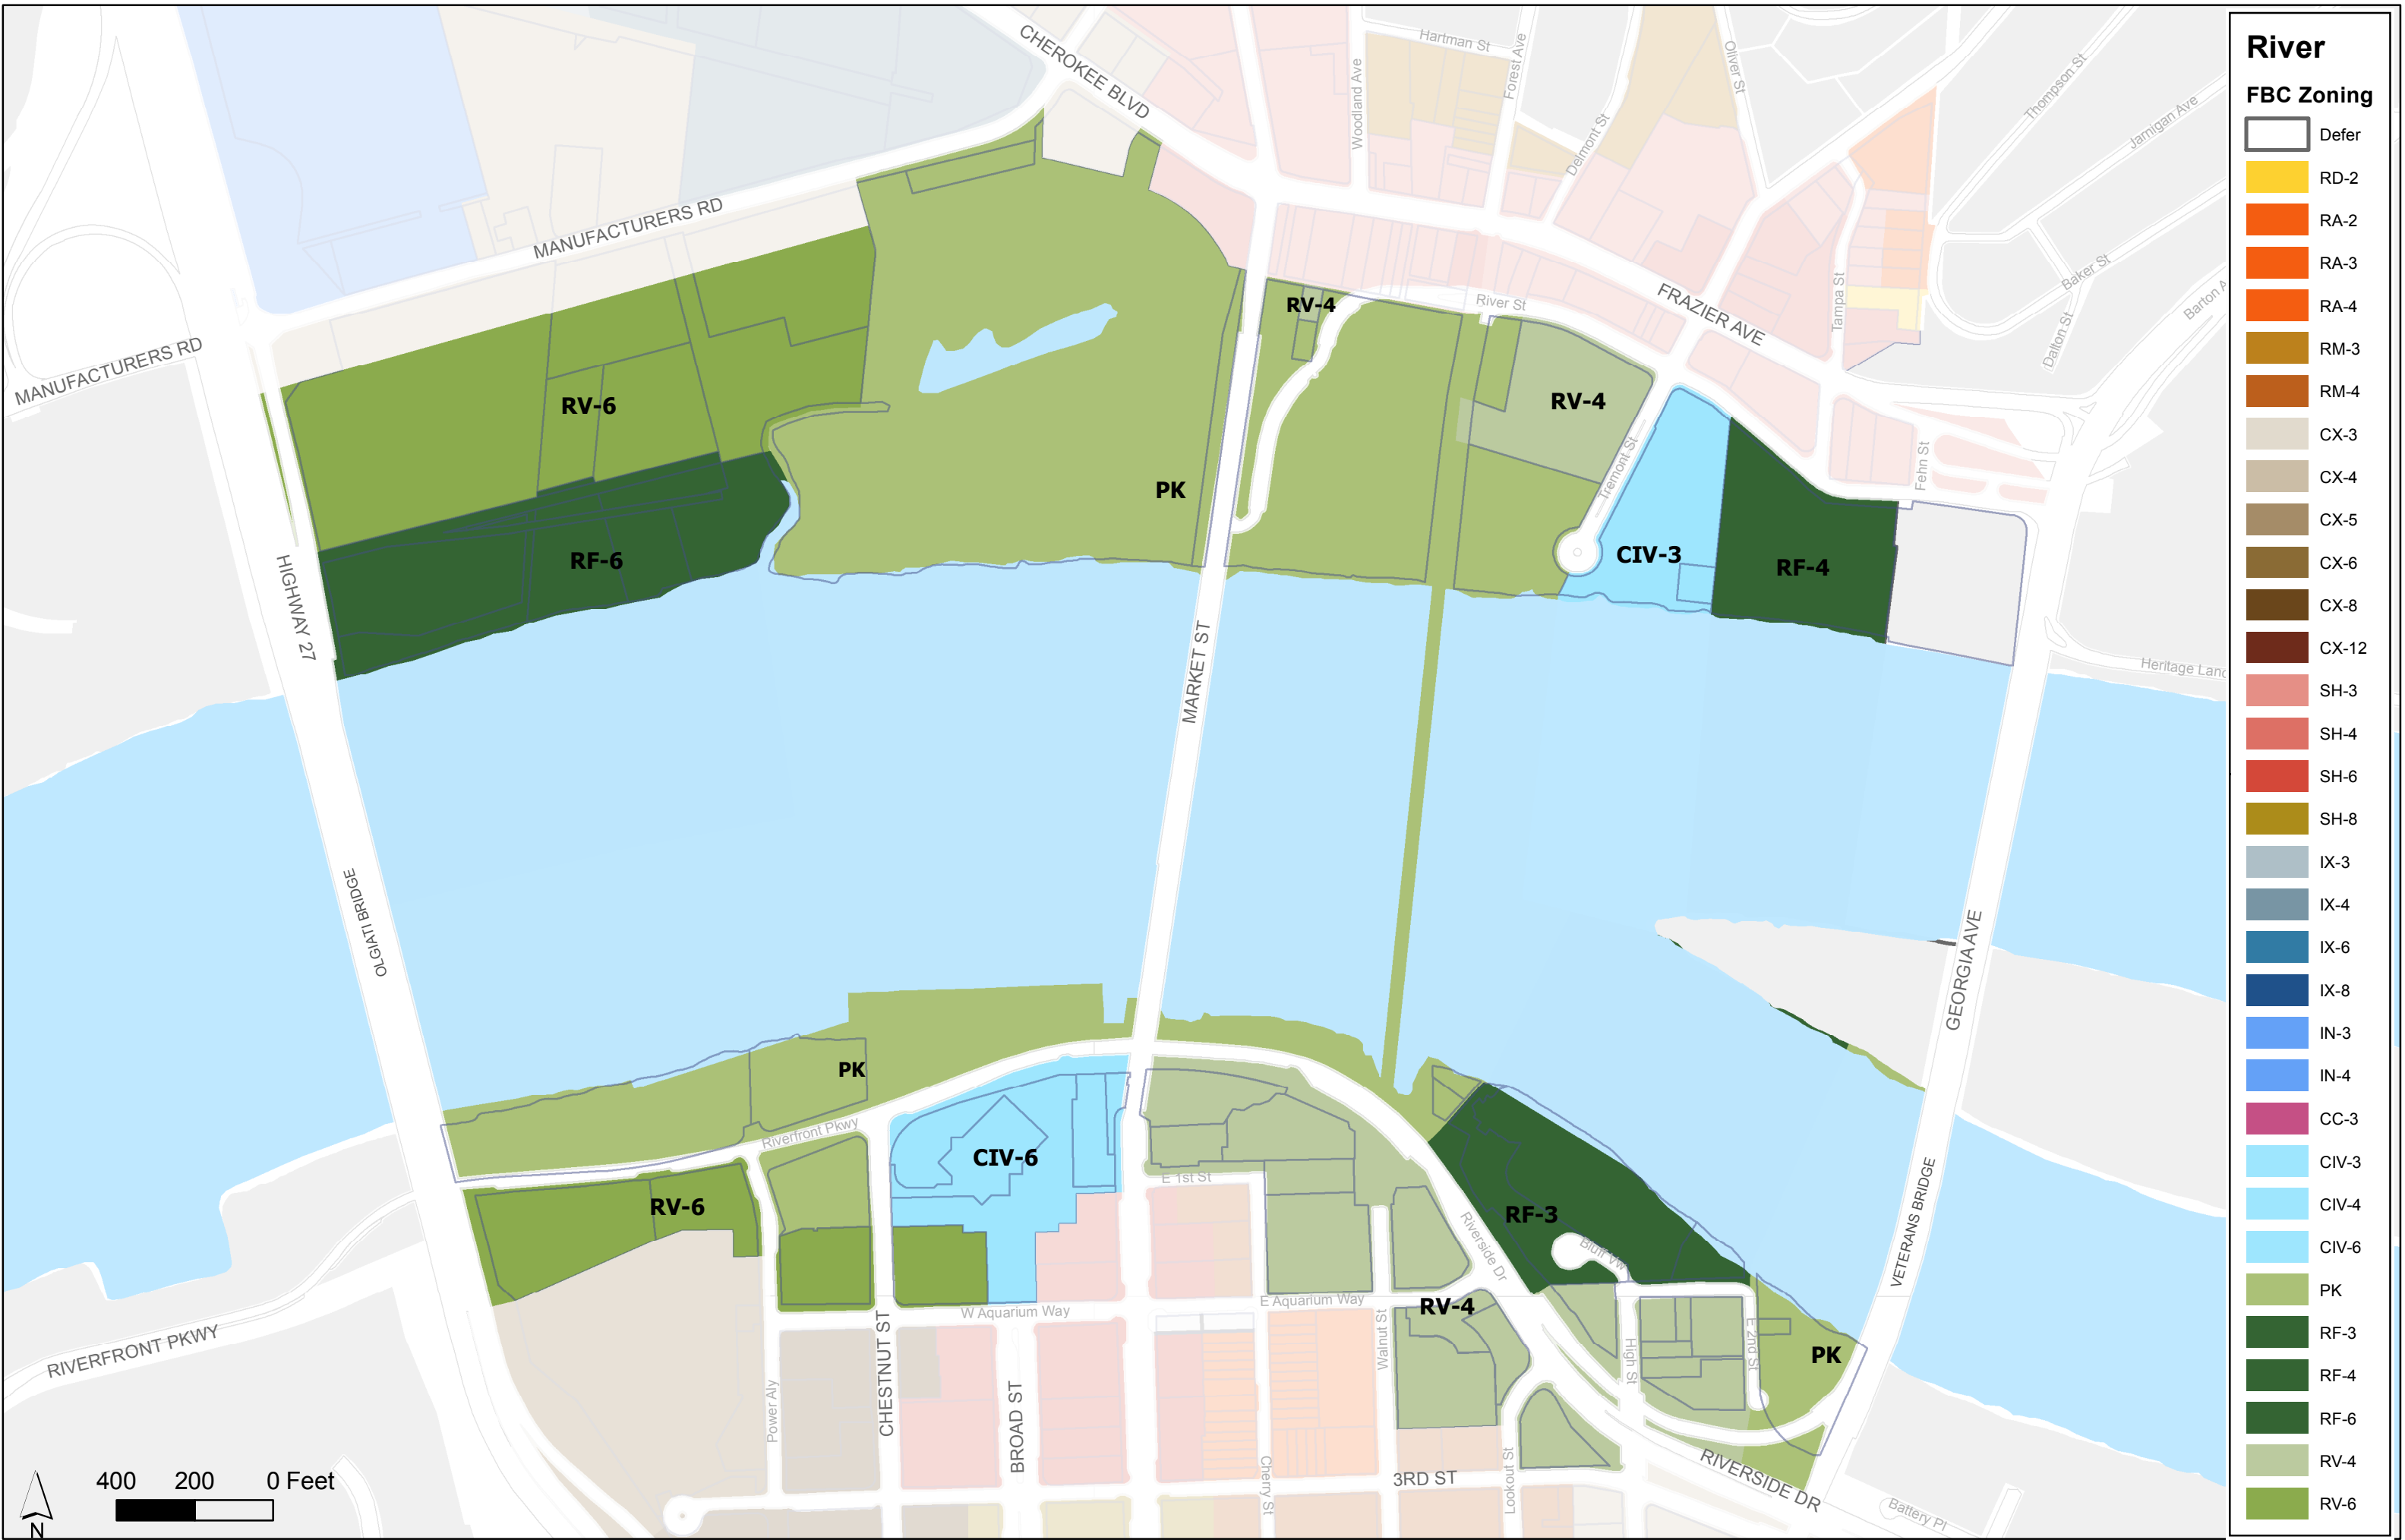 River
FBC Zoning
Defer
RD-2
RA-2
RA-3
RA-4
RM-3
RM-4
CX-3
CX-4
CX-5
CX-6
CX-8
CX-12
SH-3
SH-4
SH-6
SH-8
IX-3
IX-4
IX-6
IX-8
IN-3
IN-4
CC-3
CIV-3
CIV-4
CIV-6
PK
RF-3
RF-4
RF-6
RV-4
RV-6
CHEROKEE BLVD
Hartman St
Woodland Ave
Forest Ave
Oliver St
Delmont St
Thompson St
Jarnigan Ave
Baker St
Dalton St
Tampa St
MANUFACTURERS RD
MANUFACTURERS RD
RV-4
River St
FRAZIER AVE
RV-6
RV-4
PK
Tremont St
Fehn St
CIV-3
RF-4
RF-6
HIGHWAY 27
MARKET ST
OLGIATI BRIDGE
GEORGIA AVE
VETERANS BRIDGE
PK
Riverfront Pkwy
CIV-6
E 1st St
RV-6
RF-3
Riverside Dr
Bluff Vw
W Aquarium Way
E Aquarium Way
RV-4
PK
RIVERFRONT PKWY
Power Aly
CHESTNUT ST
BROAD ST
Cherry St
Walnut St
Lookout St
High St
E 2nd St
3RD ST
RIVERSIDE DR
Battery Pl
400 200 0 Feet
N